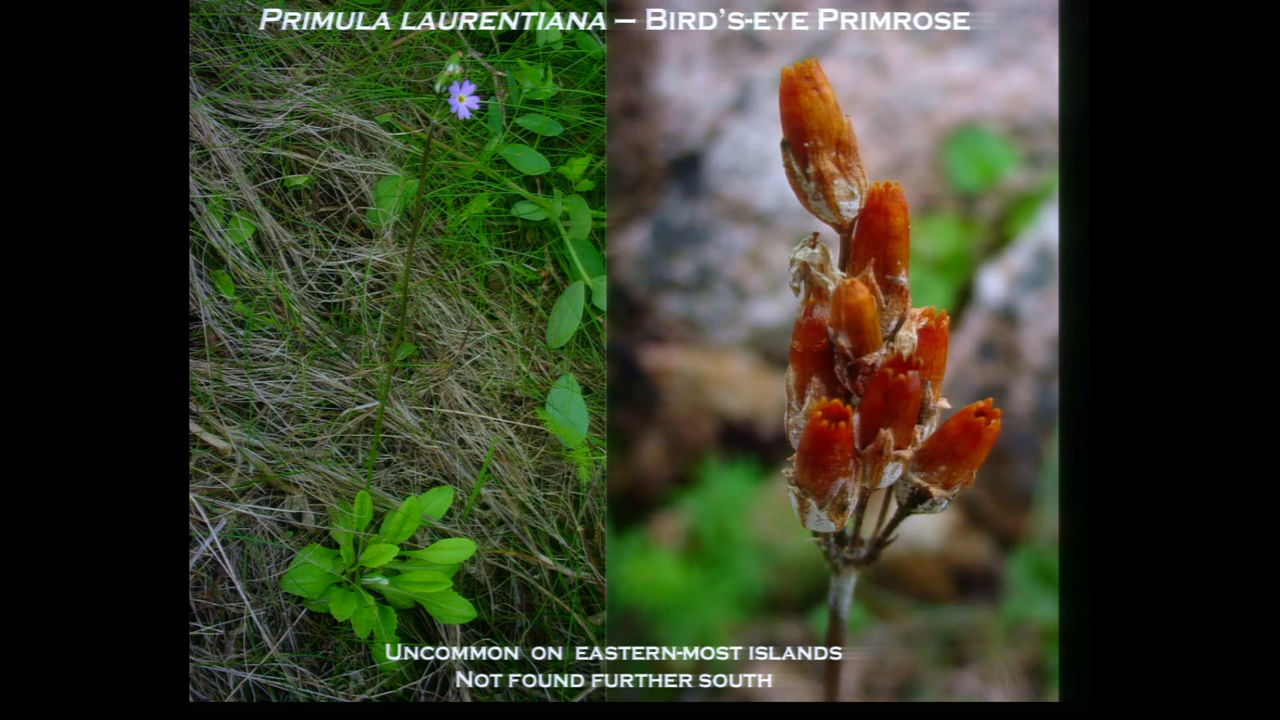 Primula laurentiana – Bird's-eye Primrose
Uncommon on eastern-most islands
Not found further south